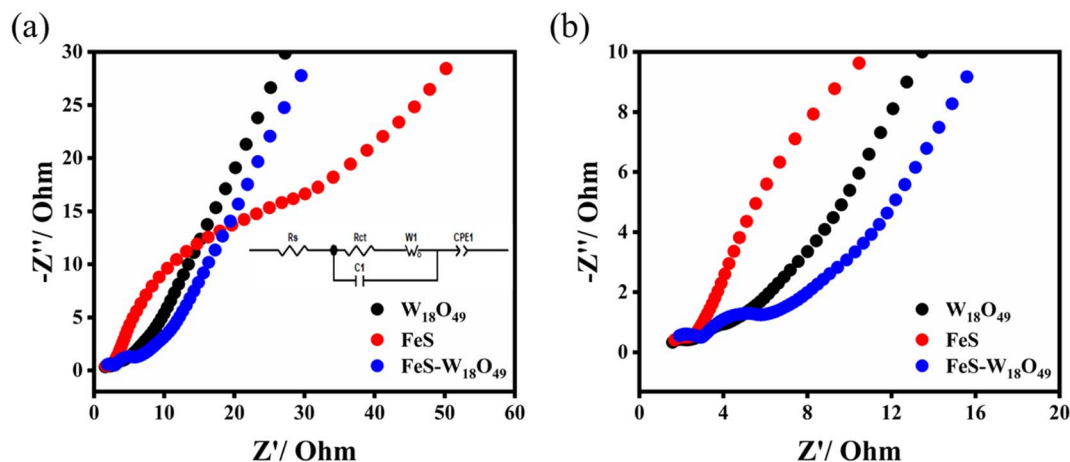 (a)
30
25
20
15
10
5
0
-Z''/ Ohm
0 10 20 30 40 50 60
Z'/ Ohm
Rs Rct W1 CPE1
o
C1
W₁₈O₄₉
FeS
FeS-W₁₈O₄₉
(b)
10
8
6
4
2
0
-Z''/ Ohm
0 4 8 12 16 20
Z'/ Ohm
W₁₈O₄₉
FeS
FeS-W₁₈O₄₉